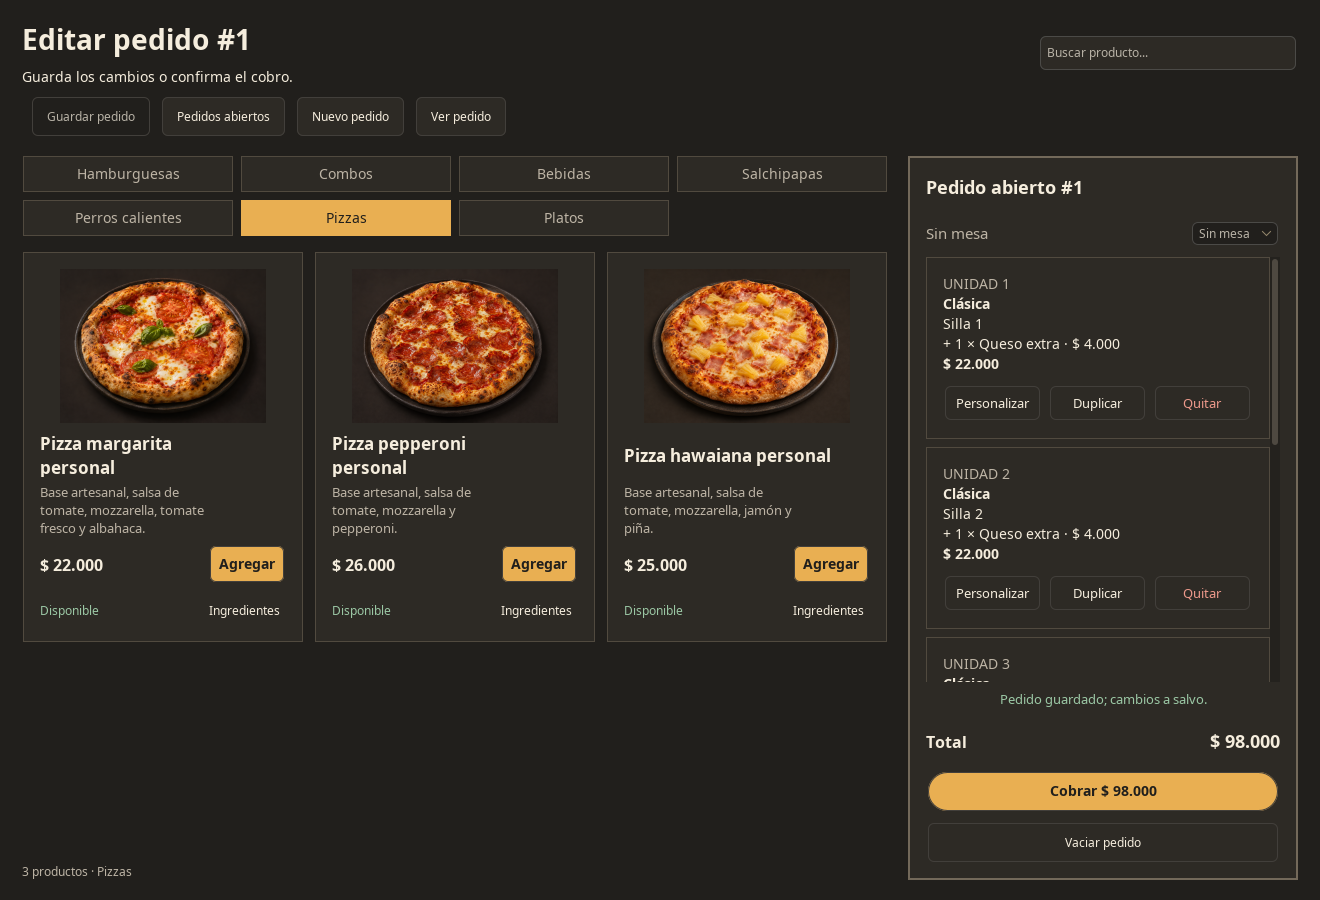 Editar pedido #1
Guarda los cambios o confirma el cobro.
Buscar producto...
Guardar pedido
Pedidos abiertos
Nuevo pedido
Ver pedido
Hamburguesas
Combos
Bebidas
Salchipapas
Perros calientes
Pizzas
Platos
Pizza margarita
personal
Base artesanal, salsa de
tomate, mozzarella, tomate
fresco y albahaca.
$ 22.000
Agregar
Disponible
Ingredientes
Pizza pepperoni
personal
Base artesanal, salsa de
tomate, mozzarella y
pepperoni.
$ 26.000
Agregar
Disponible
Ingredientes
Pizza hawaiana personal
Base artesanal, salsa de
tomate, mozzarella, jamón y
piña.
$ 25.000
Agregar
Disponible
Ingredientes
3 productos · Pizzas
Pedido abierto #1
Sin mesa
Sin mesa
UNIDAD 1
Clásica
Silla 1
+ 1 × Queso extra · $ 4.000
$ 22.000
Personalizar
Duplicar
Quitar
UNIDAD 2
Clásica
Silla 2
+ 1 × Queso extra · $ 4.000
$ 22.000
Personalizar
Duplicar
Quitar
UNIDAD 3
Clásica
Pedido guardado; cambios a salvo.
Total
$ 98.000
Cobrar $ 98.000
Vaciar pedido